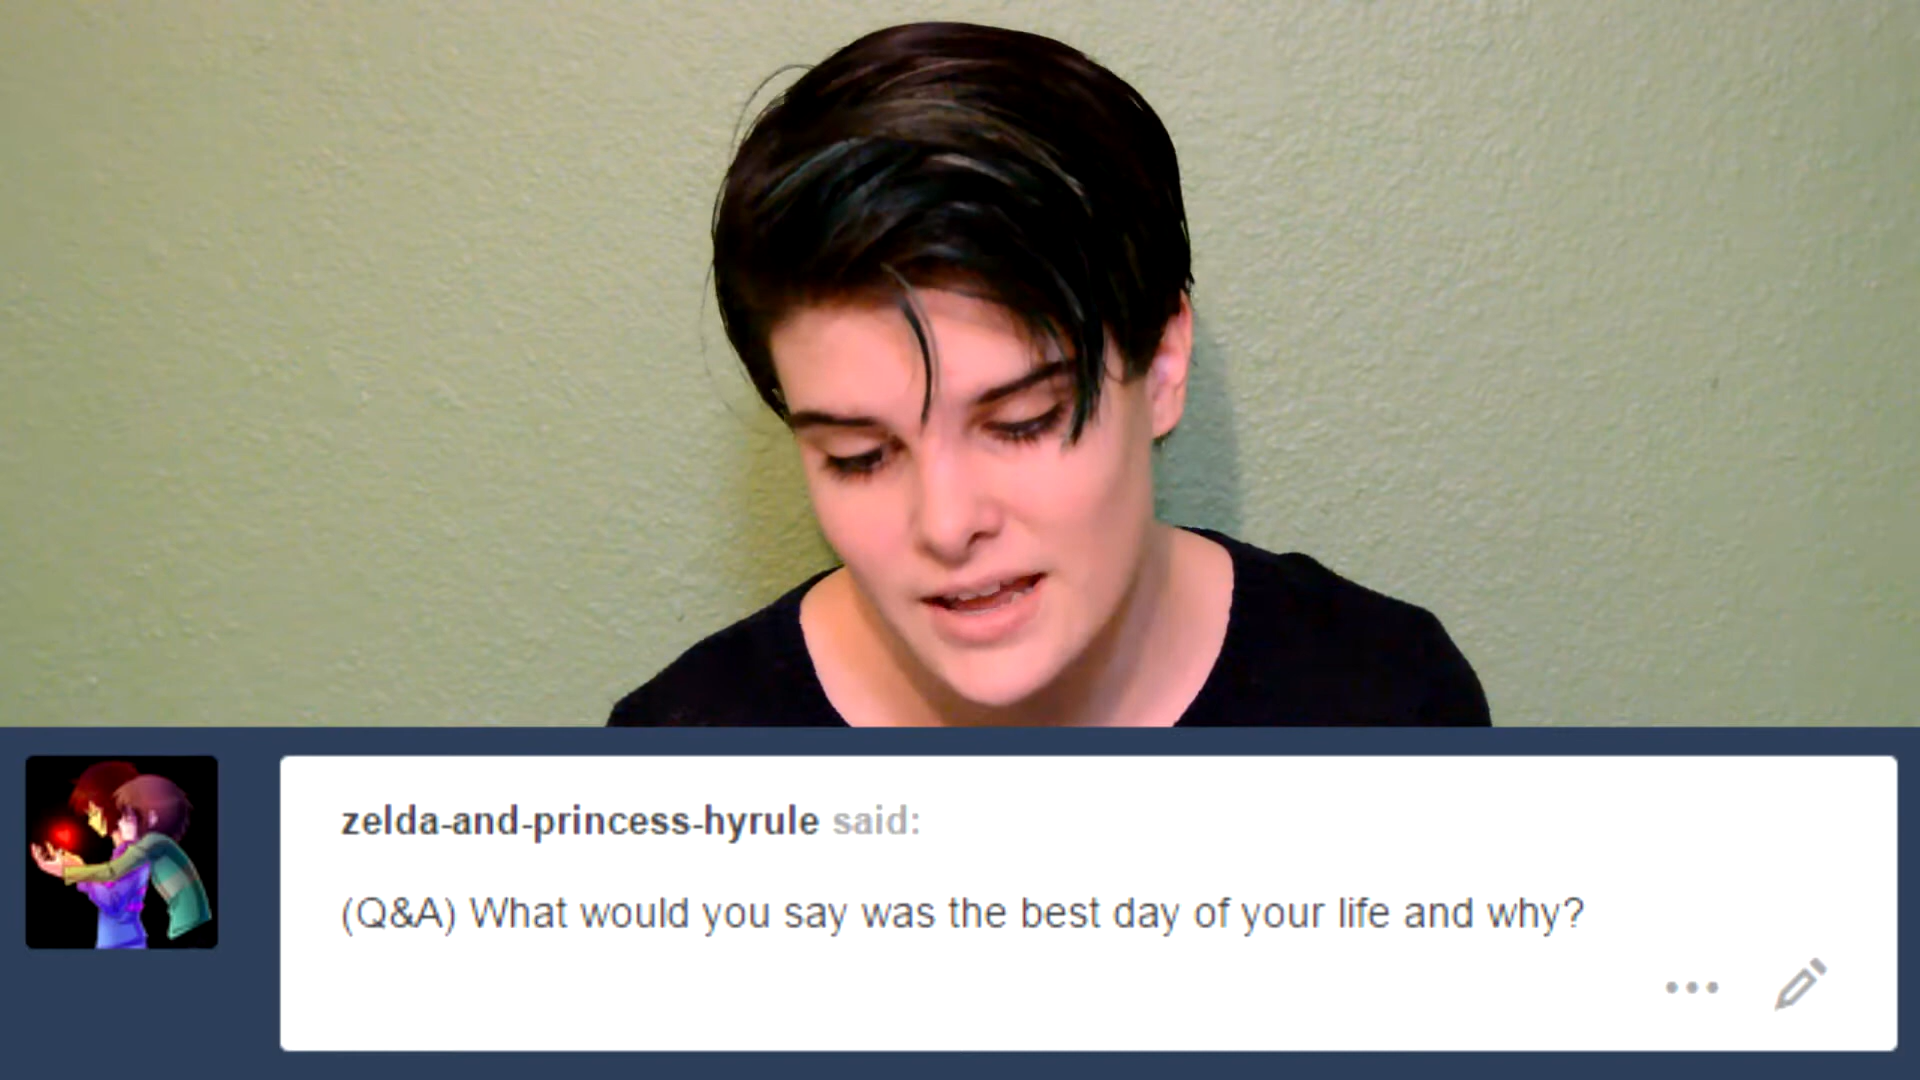 zelda-and-princess-hyrule said:
(Q&A) What would you say was the best day of your life and why?